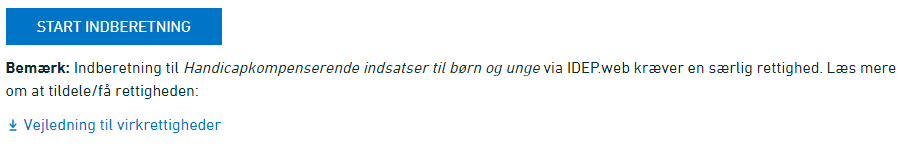 START INDBERETNING
Bemærk: Indberetning til Handicapkompenserende indsatser til børn og unge via IDEP.web kræver en særlig rettighed. Læs mere
om at tildele/få rettigheden:
Vejledning til virkrettigheder